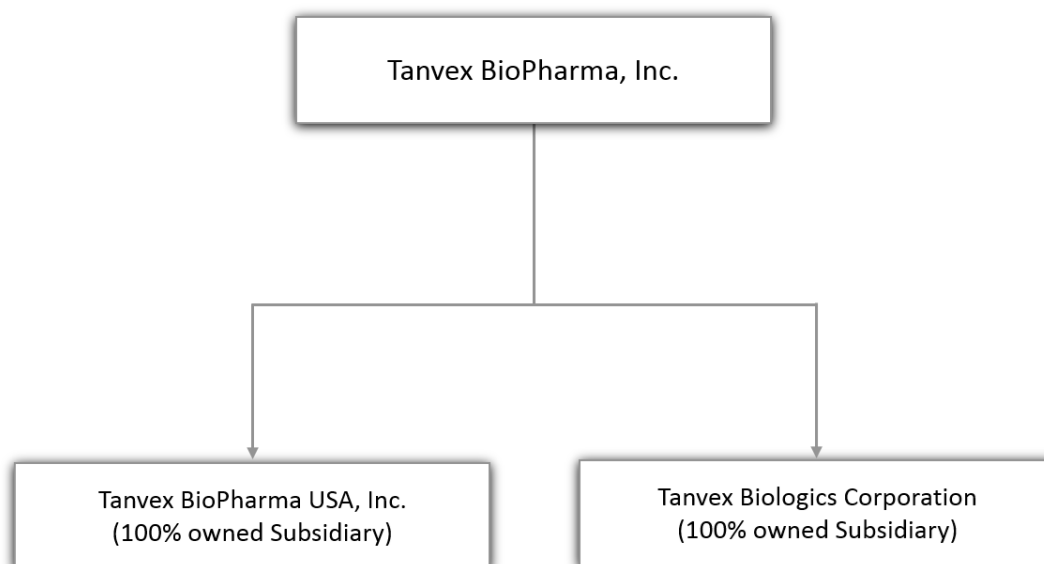 Tanvex BioPharma, Inc.
Tanvex BioPharma USA, Inc.
(100% owned Subsidiary)
Tanvex Biologics Corporation
(100% owned Subsidiary)